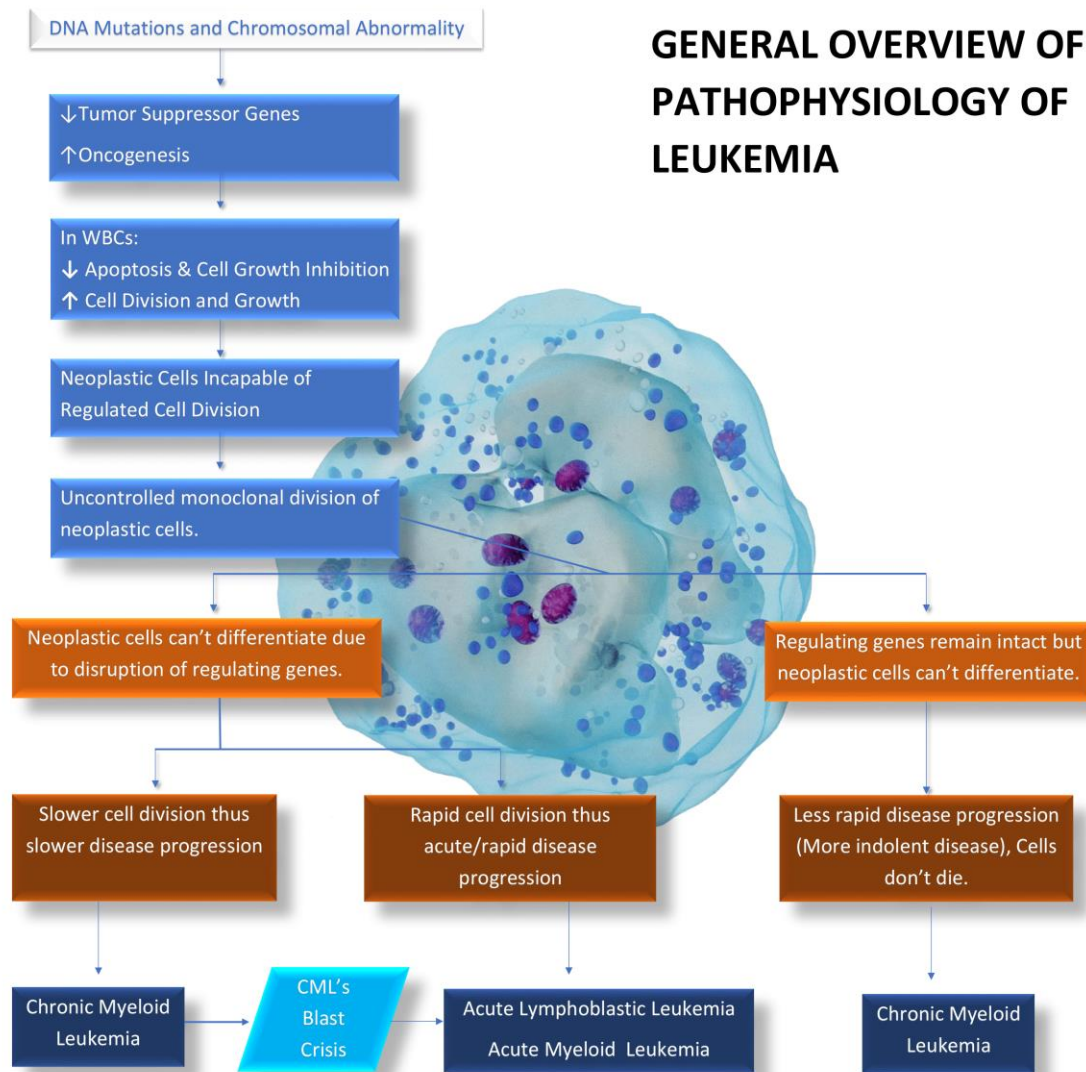 DNA Mutations and Chromosomal Abnormality
GENERAL OVERVIEW OF
PATHOPHYSIOLOGY OF
LEUKEMIA
↓Tumor Suppressor Genes
↑Oncogenesis
In WBCs:
↓ Apoptosis & Cell Growth Inhibition
↑ Cell Division and Growth
Neoplastic Cells Incapable of
Regulated Cell Division
Uncontrolled monoclonal division of
neoplastic cells.
Neoplastic cells can’t differentiate due
to disruption of regulating genes.
Regulating genes remain intact but
neoplastic cells can’t differentiate.
Slower cell division thus
slower disease progression
Rapid cell division thus
acute/rapid disease
progression
Less rapid disease progression
(More indolent disease), Cells
don’t die.
Chronic Myeloid
Leukemia
CML’s
Blast
Crisis
Acute Lymphoblastic Leukemia
Acute Myeloid Leukemia
Chronic Myeloid
Leukemia